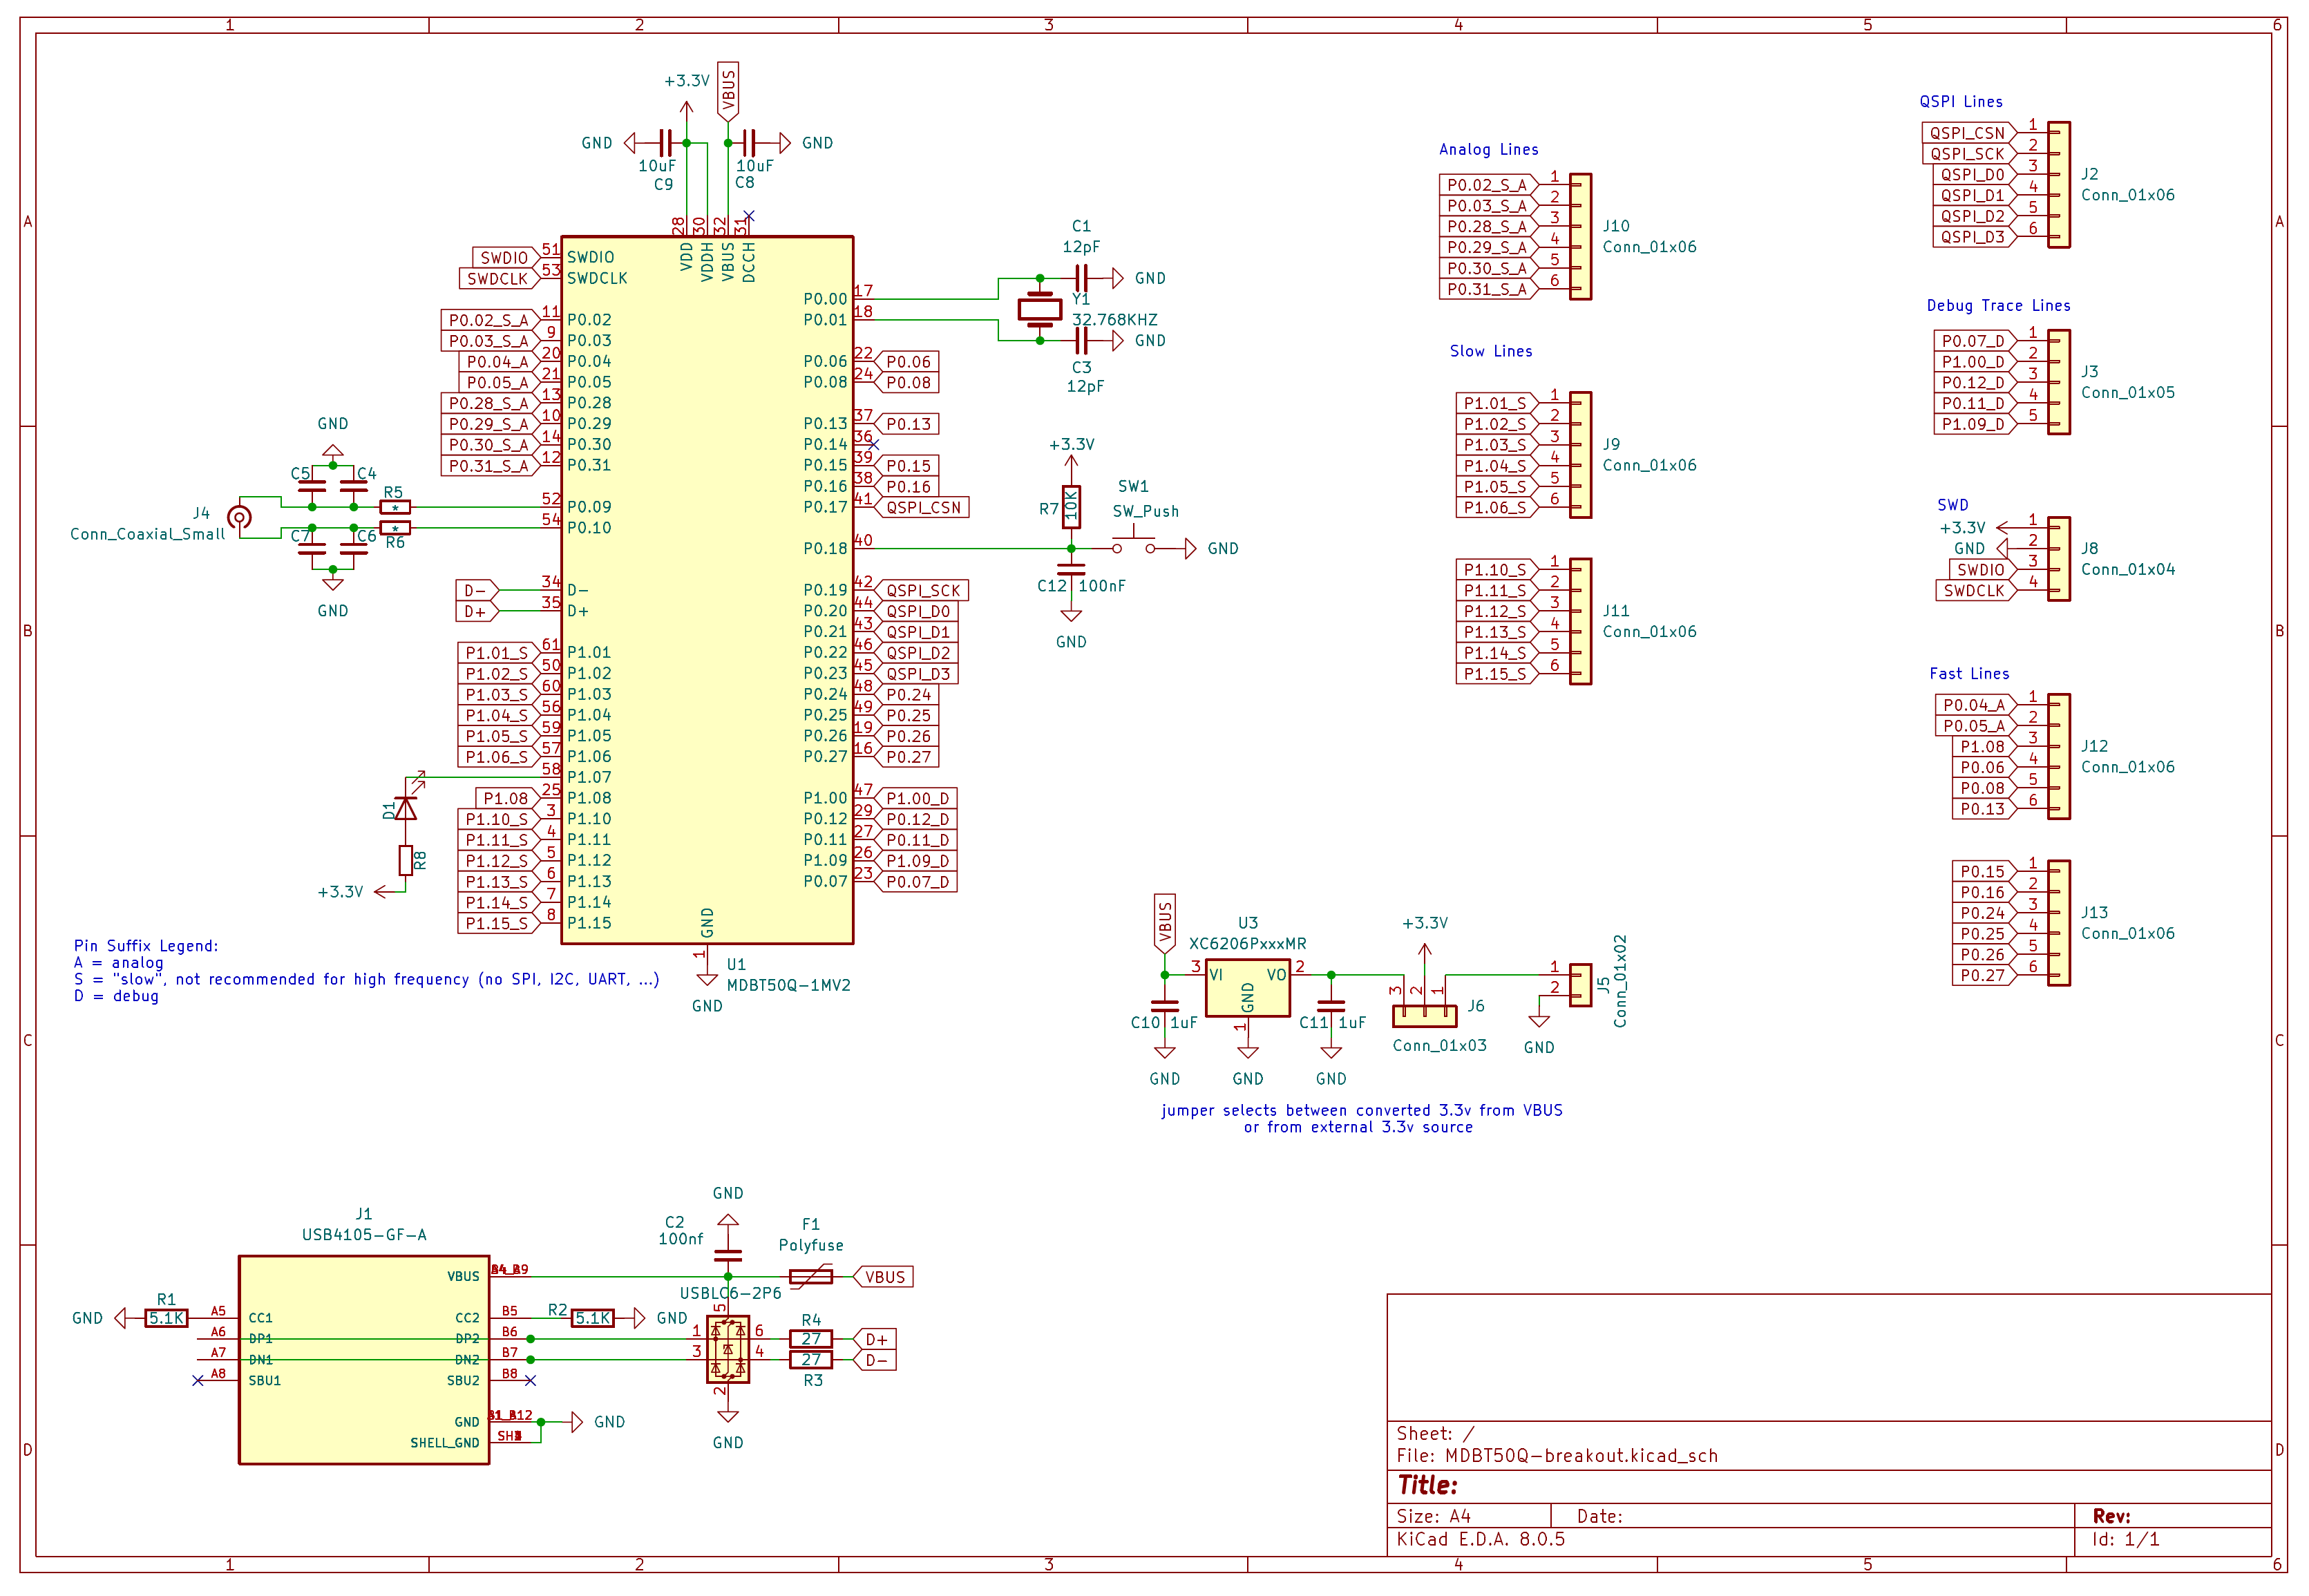 1 2 3 4 5 6
A
B
C
D
+3.3V
VBUS
GND
10uF
C9
10uF
C8
GND
28 30 32 31
VDD VDDH VBUS DCCH
SWDIO 51 SWDIO
SWDCLK 53 SWDCLK
P0.02_S_A 11 P0.02
P0.03_S_A 9 P0.03
P0.04_A 20 P0.04
P0.05_A 21 P0.05
P0.28_S_A 13 P0.28
P0.29_S_A 10 P0.29
P0.30_S_A 14 P0.30
P0.31_S_A 12 P0.31
52 P0.09
54 P0.10
D- 34 D-
D+ 35 D+
P1.01_S 61 P1.01
P1.02_S 50 P1.02
P1.03_S 60 P1.03
P1.04_S 56 P1.04
P1.05_S 59 P1.05
P1.06_S 57 P1.06
58 P1.07
P1.08 25 P1.08
P1.10_S 3 P1.10
P1.11_S 4 P1.11
P1.12_S 5 P1.12
P1.13_S 6 P1.13
P1.14_S 7 P1.14
P1.15_S 8 P1.15
P0.00 17
P0.01 18
P0.06 22 P0.06
P0.08 24 P0.08
P0.13 37 P0.13
P0.14 36
P0.15 39 P0.15
P0.16 38 P0.16
P0.17 41 QSPI_CSN
P0.18 40
P0.19 42 QSPI_SCK
P0.20 44 QSPI_D0
P0.21 43 QSPI_D1
P0.22 46 QSPI_D2
P0.23 45 QSPI_D3
P0.24 48 P0.24
P0.25 49 P0.25
P0.26 19 P0.26
P0.27 16 P0.27
P1.00 47 P1.00_D
P0.12 29 P0.12_D
P0.11 27 P0.11_D
P1.09 26 P1.09_D
P0.07 23 P0.07_D
GND
1
GND
U1
MDBT50Q-1MV2
C1
12pF
GND
Y1
32.768KHZ
GND
C3
12pF
GND
C5 C4
R5
*
J4
Conn_Coaxial_Small
*
C7 C6 R6
GND
D1
R8
+3.3V
+3.3V
R7 10K
SW1
SW_Push
GND
C12 100nF
GND
Pin Suffix Legend:
A = analog
S = "slow", not recommended for high frequency (no SPI, I2C, UART, ...)
D = debug
Analog Lines
P0.02_S_A 1
P0.03_S_A 2
P0.28_S_A 3
P0.29_S_A 4
P0.30_S_A 5
P0.31_S_A 6
J10
Conn_01x06
Slow Lines
P1.01_S 1
P1.02_S 2
P1.03_S 3
P1.04_S 4
P1.05_S 5
P1.06_S 6
J9
Conn_01x06
P1.10_S 1
P1.11_S 2
P1.12_S 3
P1.13_S 4
P1.14_S 5
P1.15_S 6
J11
Conn_01x06
QSPI Lines
QSPI_CSN 1
QSPI_SCK 2
QSPI_D0 3
QSPI_D1 4
QSPI_D2 5
QSPI_D3 6
J2
Conn_01x06
Debug Trace Lines
P0.07_D 1
P1.00_D 2
P0.12_D 3
P0.11_D 4
P1.09_D 5
J3
Conn_01x05
SWD
+3.3V 1
GND 2
SWDIO 3
SWDCLK 4
J8
Conn_01x04
Fast Lines
P0.04_A 1
P0.05_A 2
P1.08 3
P0.06 4
P0.08 5
P0.13 6
J12
Conn_01x06
P0.15 1
P0.16 2
P0.24 3
P0.25 4
P0.26 5
P0.27 6
J13
Conn_01x06
VBUS
U3
XC6206PxxxMR
3 VI VO 2
GND
1
C10 1uF
C11 1uF
GND GND GND
+3.3V
3 2 1
J6
Conn_01x03
1
2
J5
Conn_01x02
GND
jumper selects between converted 3.3v from VBUS
or from external 3.3v source
J1
USB4105-GF-A
GND R1 5.1K
A5 CC1
A6 DP1
A7 DN1
A8 SBU1
VBUS
CC2 B5
DP2 B6
DN2 B7
SBU2 B8
GND
SHELL_GND
R2 5.1K GND
GND
GND
C2
100nf
F1
Polyfuse
VBUS
USBLC6-2P6
5
1 6
3 4
2
GND
R4
27 D+
27 D-
R3
Sheet: /
File: MDBT50Q-breakout.kicad_sch
Title:
Size: A4 Date: Rev:
KiCad E.D.A. 8.0.5 Id: 1/1
A
B
C
D
1 2 3 4 5 6